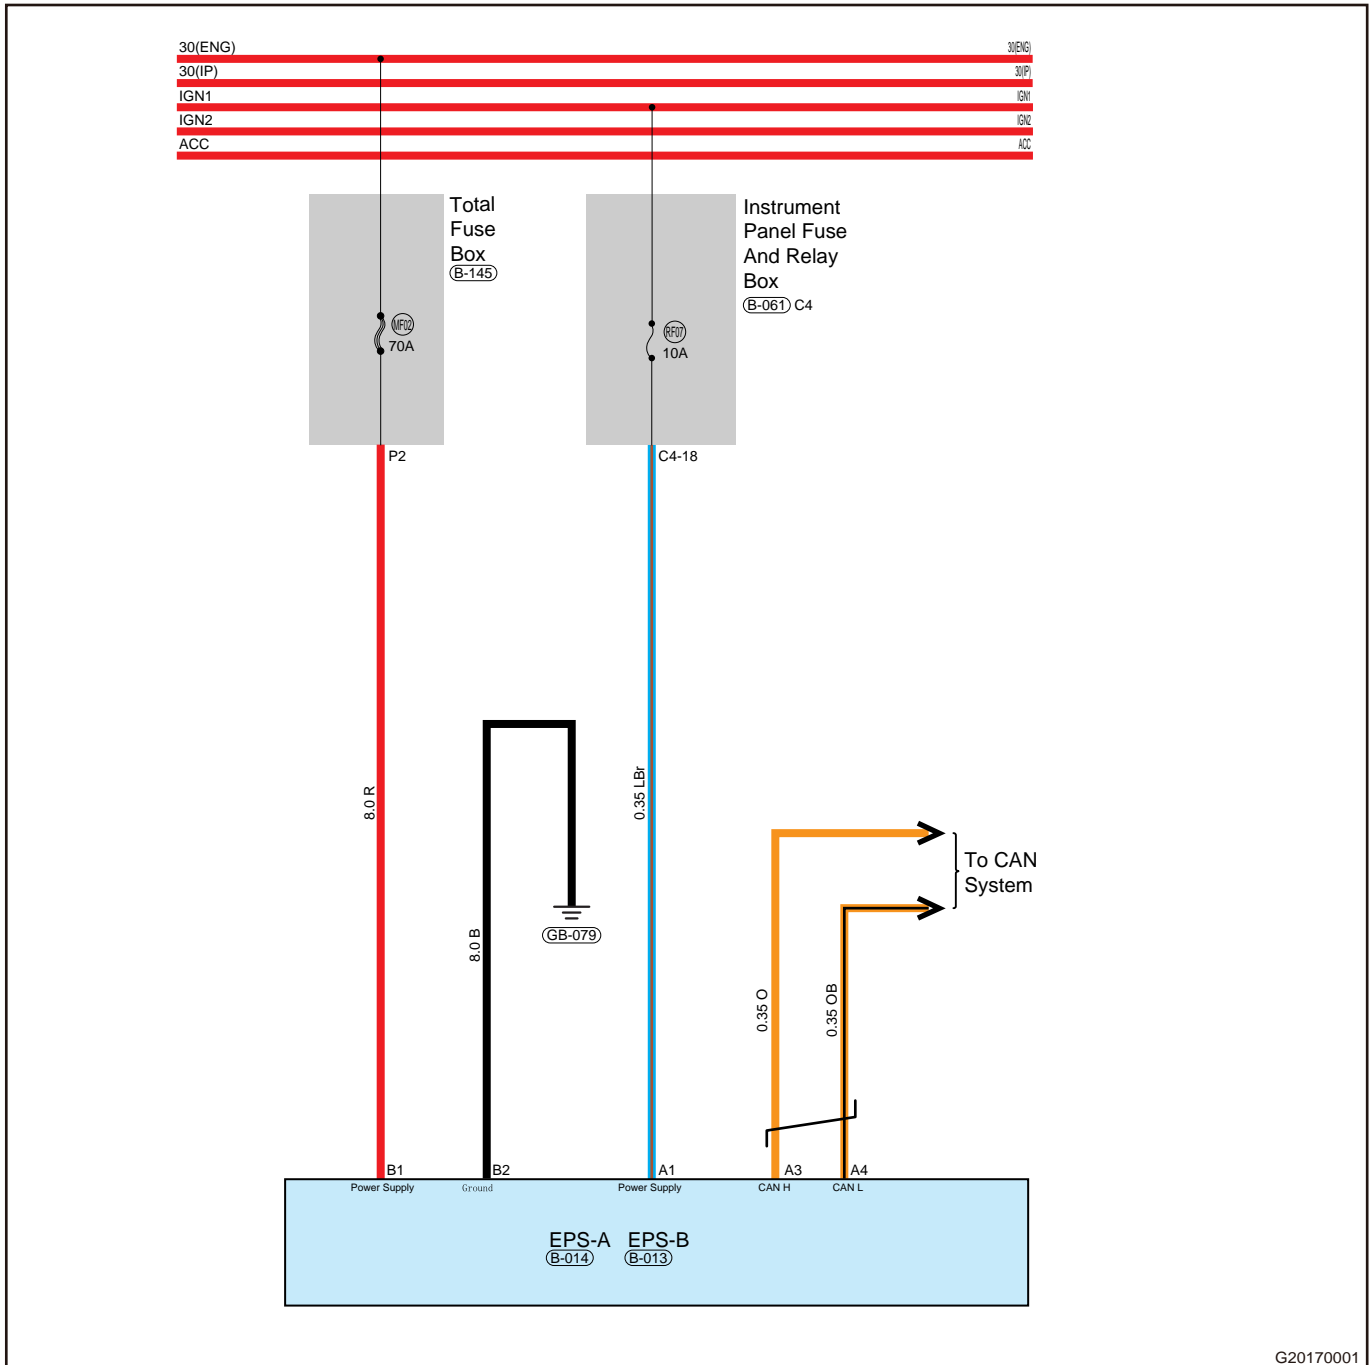 30(ENG) 30(ENG)
30(IP) 30(IP)
IGN1 IGN1
IGN2 IGN2
ACC ACC
Total
Fuse
Box
B-145
MF02
70A
Instrument
Panel Fuse
And Relay
Box
B-061 C4
RF07
10A
P2
C4-18
8.0 R
8.0 B
GB-079
0.35 LBr
0.35 O
0.35 OB
To CAN
System
B1
B2
A1
A3
A4
Power Supply
Ground
Power Supply
CAN H
CAN L
EPS-A EPS-B
B-014 B-013
G20170001